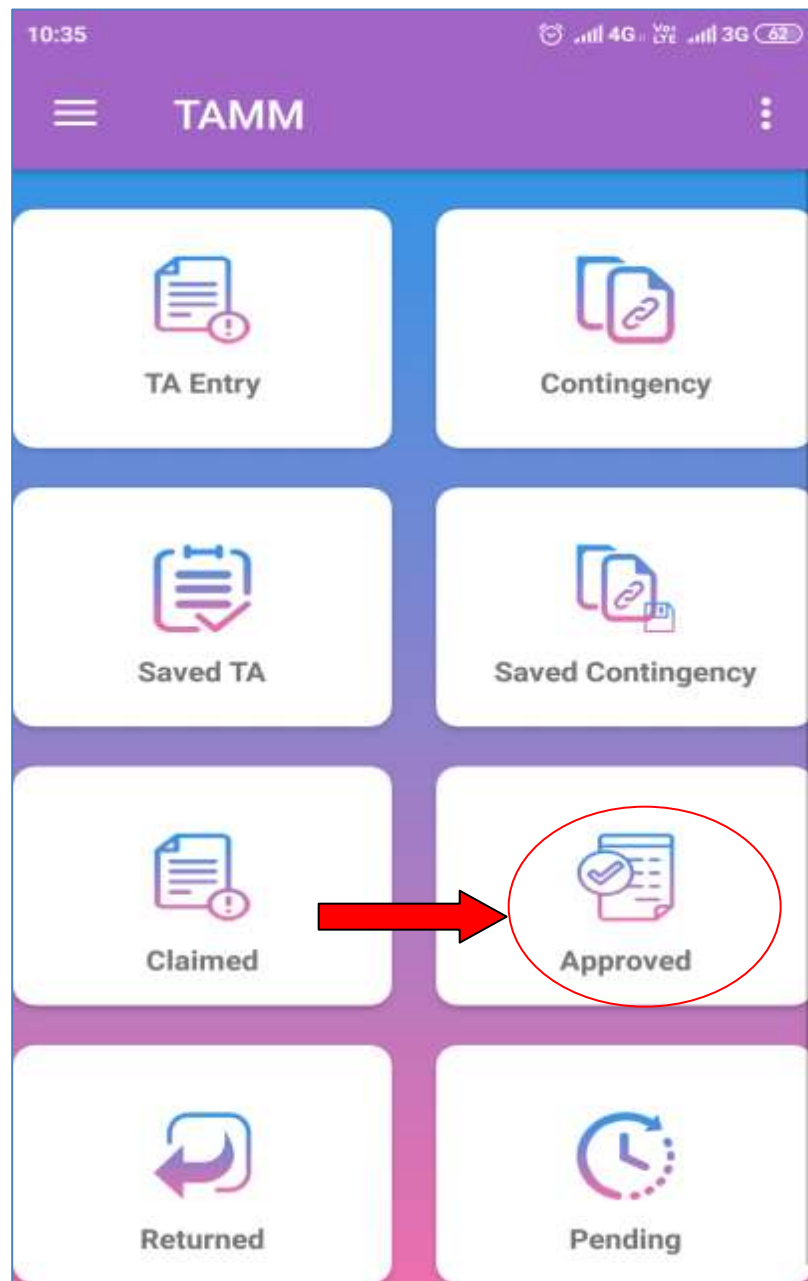 10:35 4G VoLTE 3G 62
TAMM
TA Entry Contingency
Saved TA Saved Contingency
Claimed Approved
Returned Pending